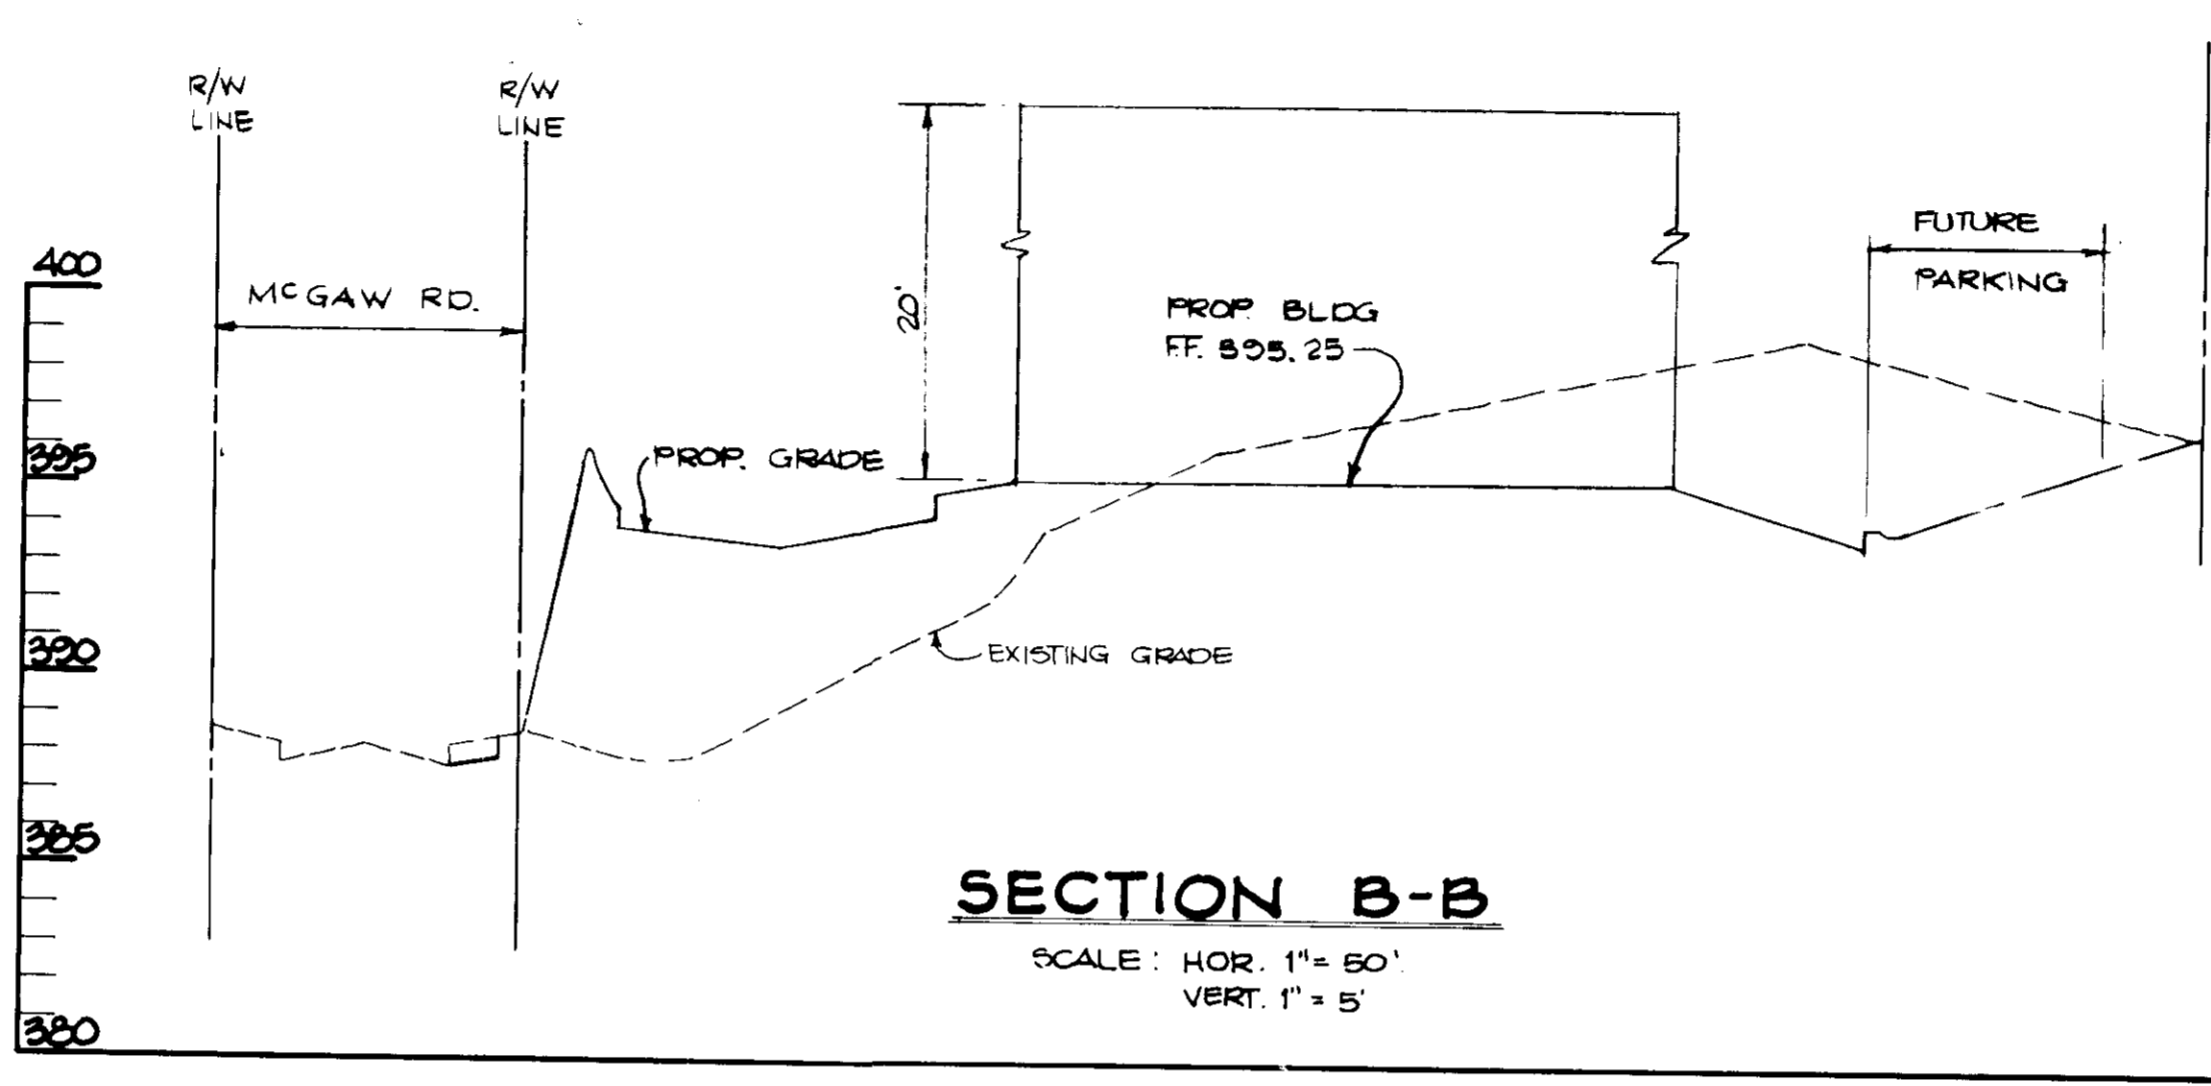 R/W
LINE
R/W
LINE
McGAW RD.
400
395
390
385
380
20'
PROP. GRADE
PROP. BLDG
F.F. 395.25
FUTURE
PARKING
EXISTING GRADE
SECTION B-B
SCALE: HOR. 1"= 50'
VERT. 1" = 5'